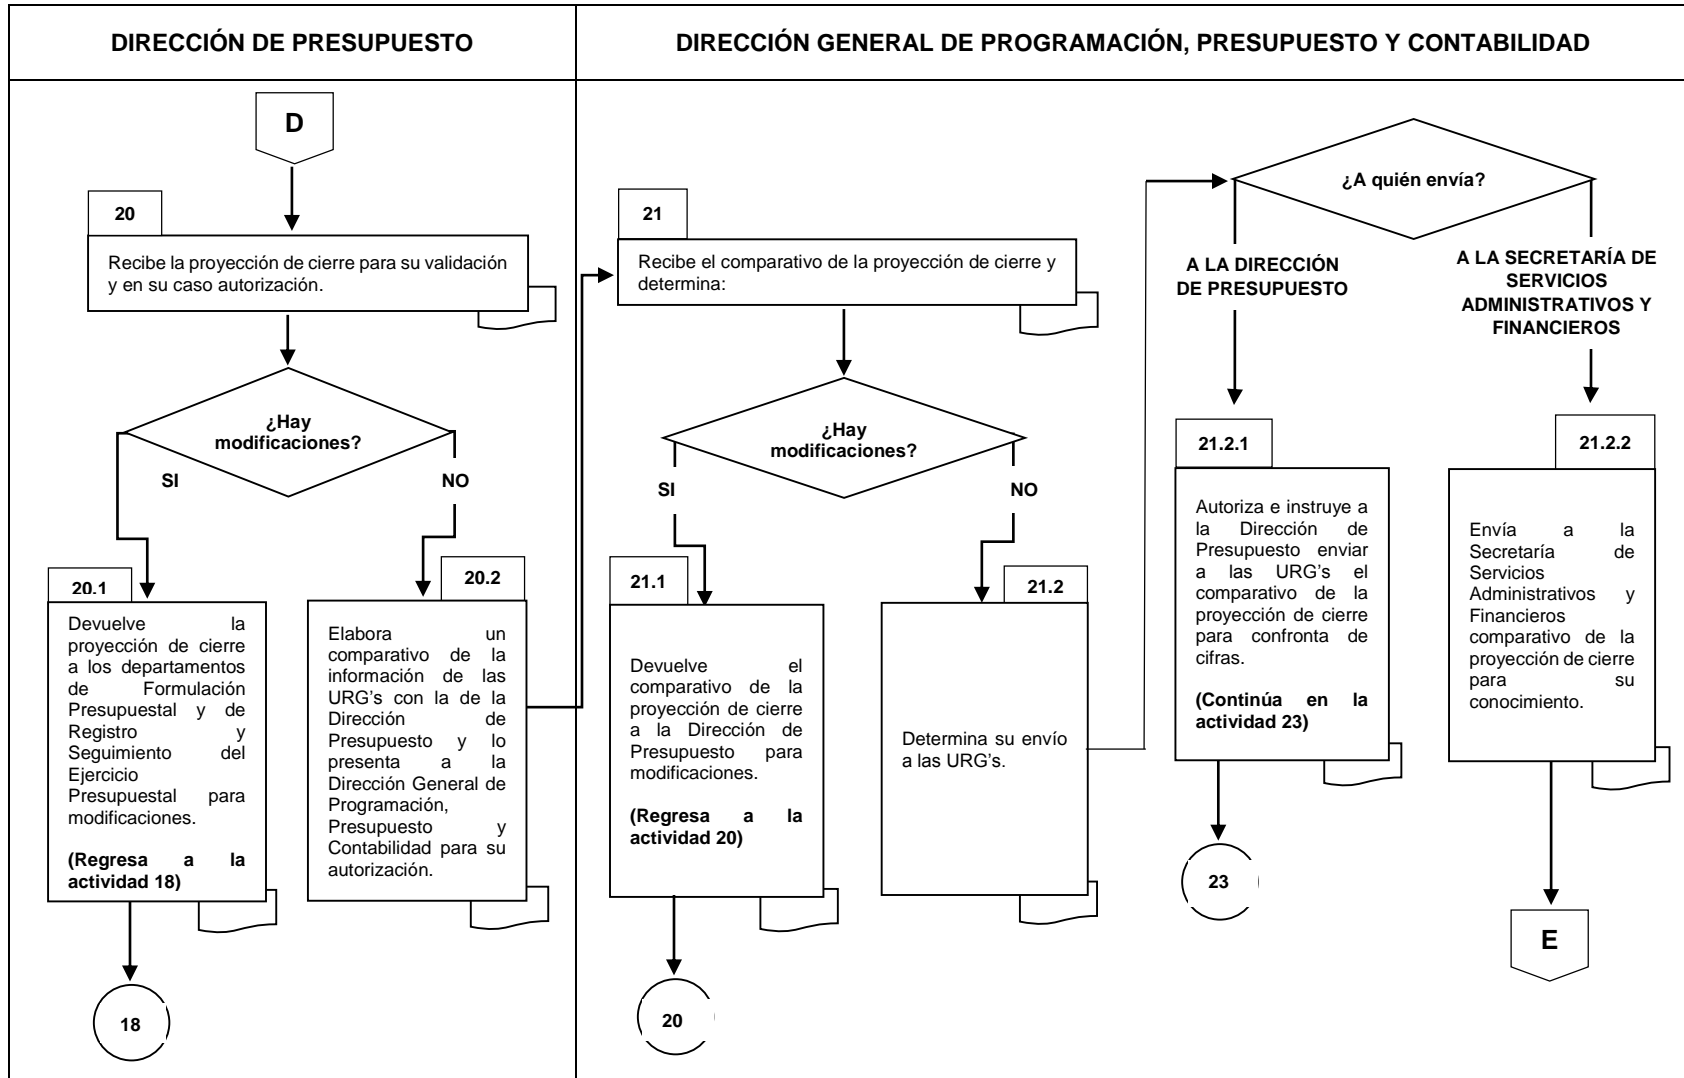 DIRECCIÓN DE PRESUPUESTO
DIRECCIÓN GENERAL DE PROGRAMACIÓN, PRESUPUESTO Y CONTABILIDAD
D
20
Recibe la proyección de cierre para su validación
y en su caso autorización.
¿Hay
modificaciones?
SI
NO
20.1
Devuelve la
proyección de cierre
a los departamentos
de Formulación
Presupuestal y de
Registro y
Seguimiento del
Ejercicio
Presupuestal para
modificaciones.
(Regresa a la
actividad 18)
18
20.2
Elabora un
comparativo de la
información de las
URG's con la de la
Dirección de
Presupuesto y lo
presenta a la
Dirección General de
Programación,
Presupuesto y
Contabilidad para su
autorización.
21
Recibe el comparativo de la proyección de cierre y
determina:
¿Hay
modificaciones?
SI
NO
21.1
Devuelve el
comparativo de la
proyección de cierre
a la Dirección de
Presupuesto para
modificaciones.
(Regresa a la
actividad 20)
20
21.2
Determina su envío
a las URG's.
¿A quién envía?
A LA DIRECCIÓN
DE PRESUPUESTO
A LA SECRETARÍA DE
SERVICIOS
ADMINISTRATIVOS Y
FINANCIEROS
21.2.1
Autoriza e instruye a
la Dirección de
Presupuesto enviar
a las URG's el
comparativo de la
proyección de cierre
para confronta de
cifras.
(Continúa en la
actividad 23)
23
21.2.2
Envía a la
Secretaría de
Servicios
Administrativos y
Financieros
comparativo de la
proyección de cierre
para su
conocimiento.
E